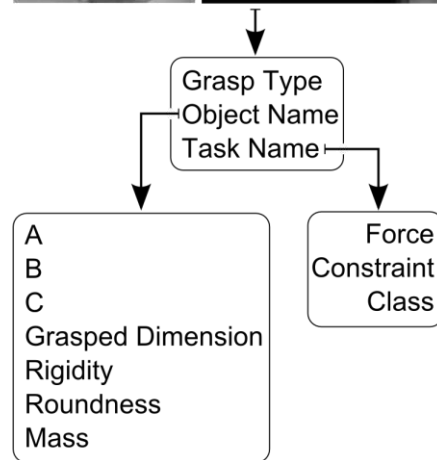 Grasp Type
Object Name
Task Name
A
B
C
Grasped Dimension
Rigidity
Roundness
Mass
Force
Constraint
Class